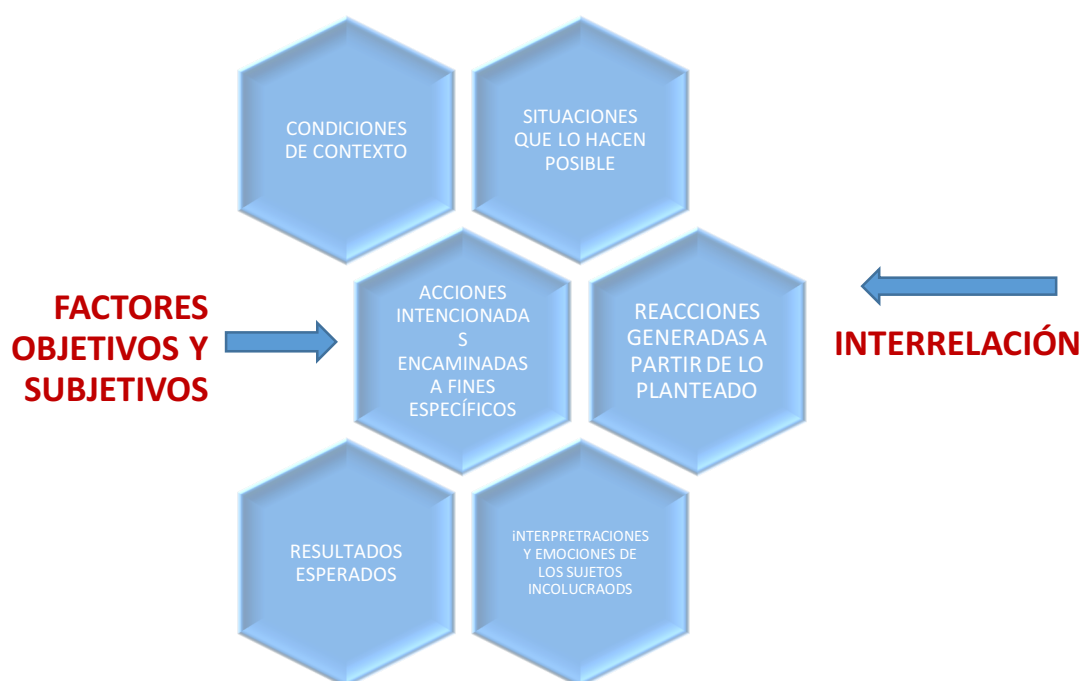 CONDICIONES
DE CONTEXTO
SITUACIONES
QUE LO HACEN
POSIBLE
FACTORES
OBJETIVOS Y
SUBJETIVOS
ACCIONES
INTENCIONADA
S
ENCAMINADAS
A FINES
ESPECÍFICOS
REACCIONES
GENERADAS A
PARTIR DE LO
PLANTEADO
INTERRELACIÓN
RESULTADOS
ESPERADOS
iNTERPRETRACIONES
Y EMOCIONES DE
LOS SUJETOS
INCOLUCRAODS